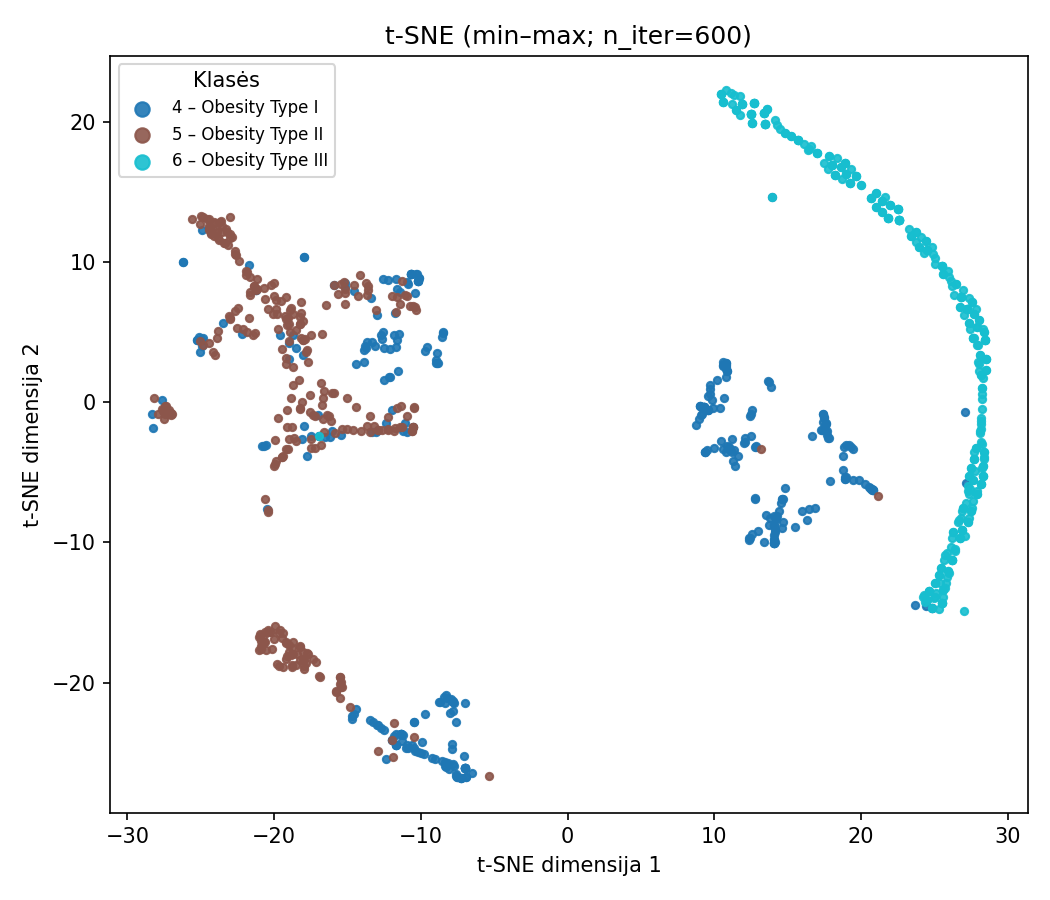 t-SNE (min–max; n_iter=600)
Klasės
4 – Obesity Type I
5 – Obesity Type II
6 – Obesity Type III
t-SNE dimensija 2
20
10
0
−10
−20
−30
−20
−10
0
10
20
30
t-SNE dimensija 1